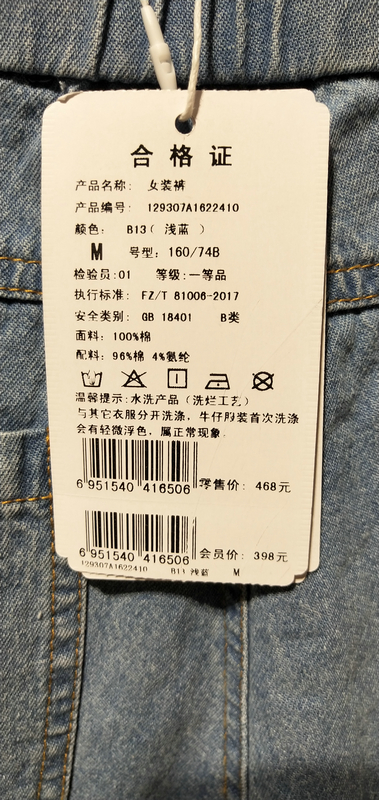 合格证
产品名称: 女装裤
产品编号: 129307A1622410
颜色: B13( 浅蓝 )
M 号型: 160/74B
检验员:01 等级:一等品
执行标准: FZ/T 81006-2017
安全类别: GB 18401 B类
面料: 100%棉
配料: 96%棉 4%氨纶
温馨提示:水洗产品(洗烂工艺)
与其它衣服分开洗涤, 牛仔服装首次洗涤
会有轻微浮色, 属正常现象.
6 951540 416506 零售价: 468元
6 951540 416506 会员价: 398元
129307A1622410 B13 浅蓝 M